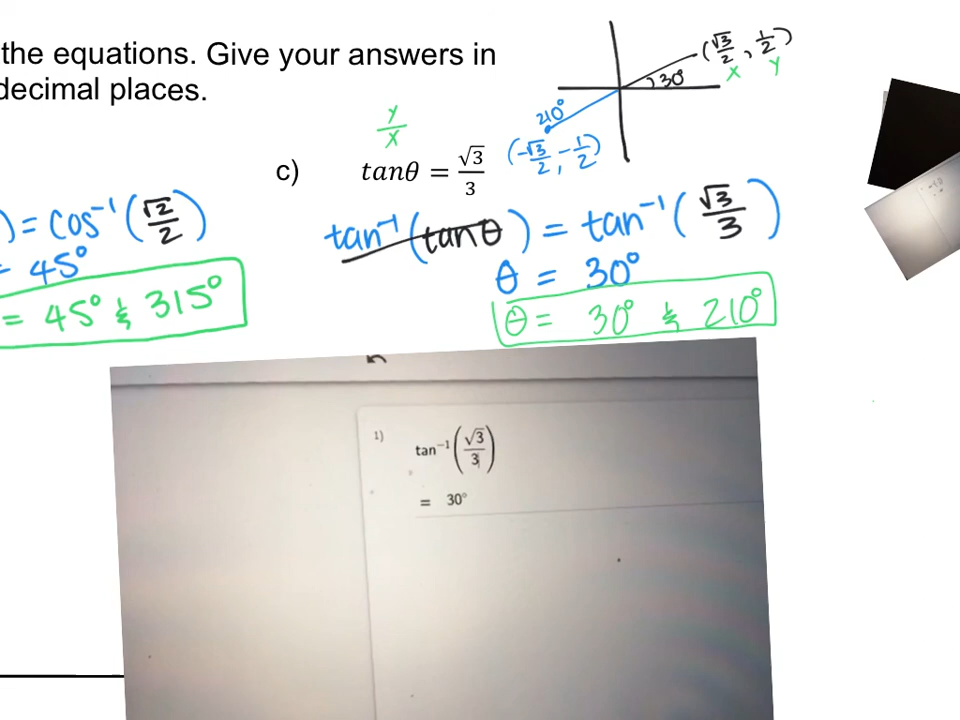 the equations. Give your answers in
decimal places.
(√3/2, 1/2)
x y
30°
210°
(-√3/2, -1/2)
y/x
c) tanθ = √3/3
) = cos⁻¹(√2/2)
= 45°
= 45° & 315°
tan⁻¹(tanθ) = tan⁻¹(√3/3)
θ = 30°
θ = 30° & 210°
1) tan⁻¹(√3/3)
= 30°